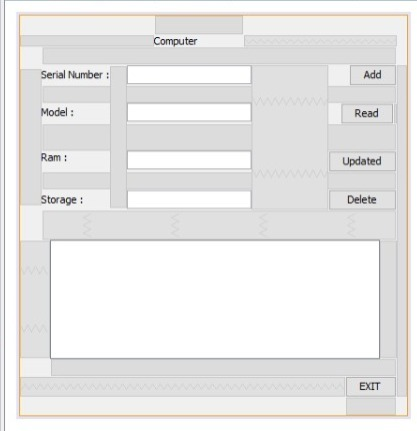 Computer
Serial Number : Add
Model : Read
Ram : Updated
Storage : Delete
EXIT